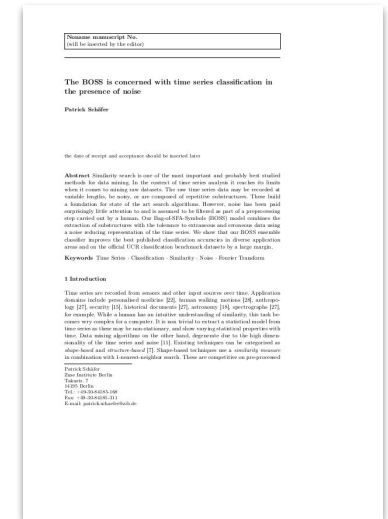 Noname manuscript No.
(will be inserted by the editor)
The BOSS is concerned with time series classification in
the presence of noise
Patrick Schäfer
the date of receipt and acceptance should be inserted later
Abstract Similarity search is one of the most important and probably best studied
methods for data mining. In the context of time series analysis it reaches its limits
when it comes to mining raw datasets. The raw time series data may be recorded at
variable lengths, be noisy, or are composed of repetitive substructures. These build
a foundation for state of the art search algorithms. However, noise has been paid
surprisingly little attention to and is assumed to be filtered as part of a preprocessing
step carried out by a human. Our Bag-of-SFA-Symbols (BOSS) model combines the
extraction of substructures with the tolerance to extraneous and erroneous data using
a noise reducing representation of the time series. We show that our BOSS ensemble
classifier improves the best published classification accuracies in diverse application
areas and on the official UCR classification benchmark datasets by a large margin.
Keywords Time Series · Classification · Similarity · Noise · Fourier Transform
1 Introduction
Time series are recorded from sensors and other input sources over time. Application
domains include personalised medicine [22], human walking motions [28], anthropo-
logy [27], security [15], historical documents [27], astronomy [18], spectrographs [27],
for example. While a human has an intuitive understanding of similarity, this task be-
comes very complex for a computer. It is non trivial to extract a statistical model from
time series as these may be non-stationary, and show varying statistical properties with
time. Data mining algorithms on the other hand, degenerate due to the high dimen-
sionality of the time series and noise [11]. Existing techniques can be categorised as
shape-based and structure-based [7]. Shape-based techniques use a similarity measure
in combination with 1-nearest-neighbor search. These are competitive on pre-processed
Patrick Schäfer
Zuse Institute Berlin
Takustr. 7
14195 Berlin
Tel.: +49-30-84185-168
Fax: +49-30-84185-311
E-mail: patrick.schaefer@zib.de